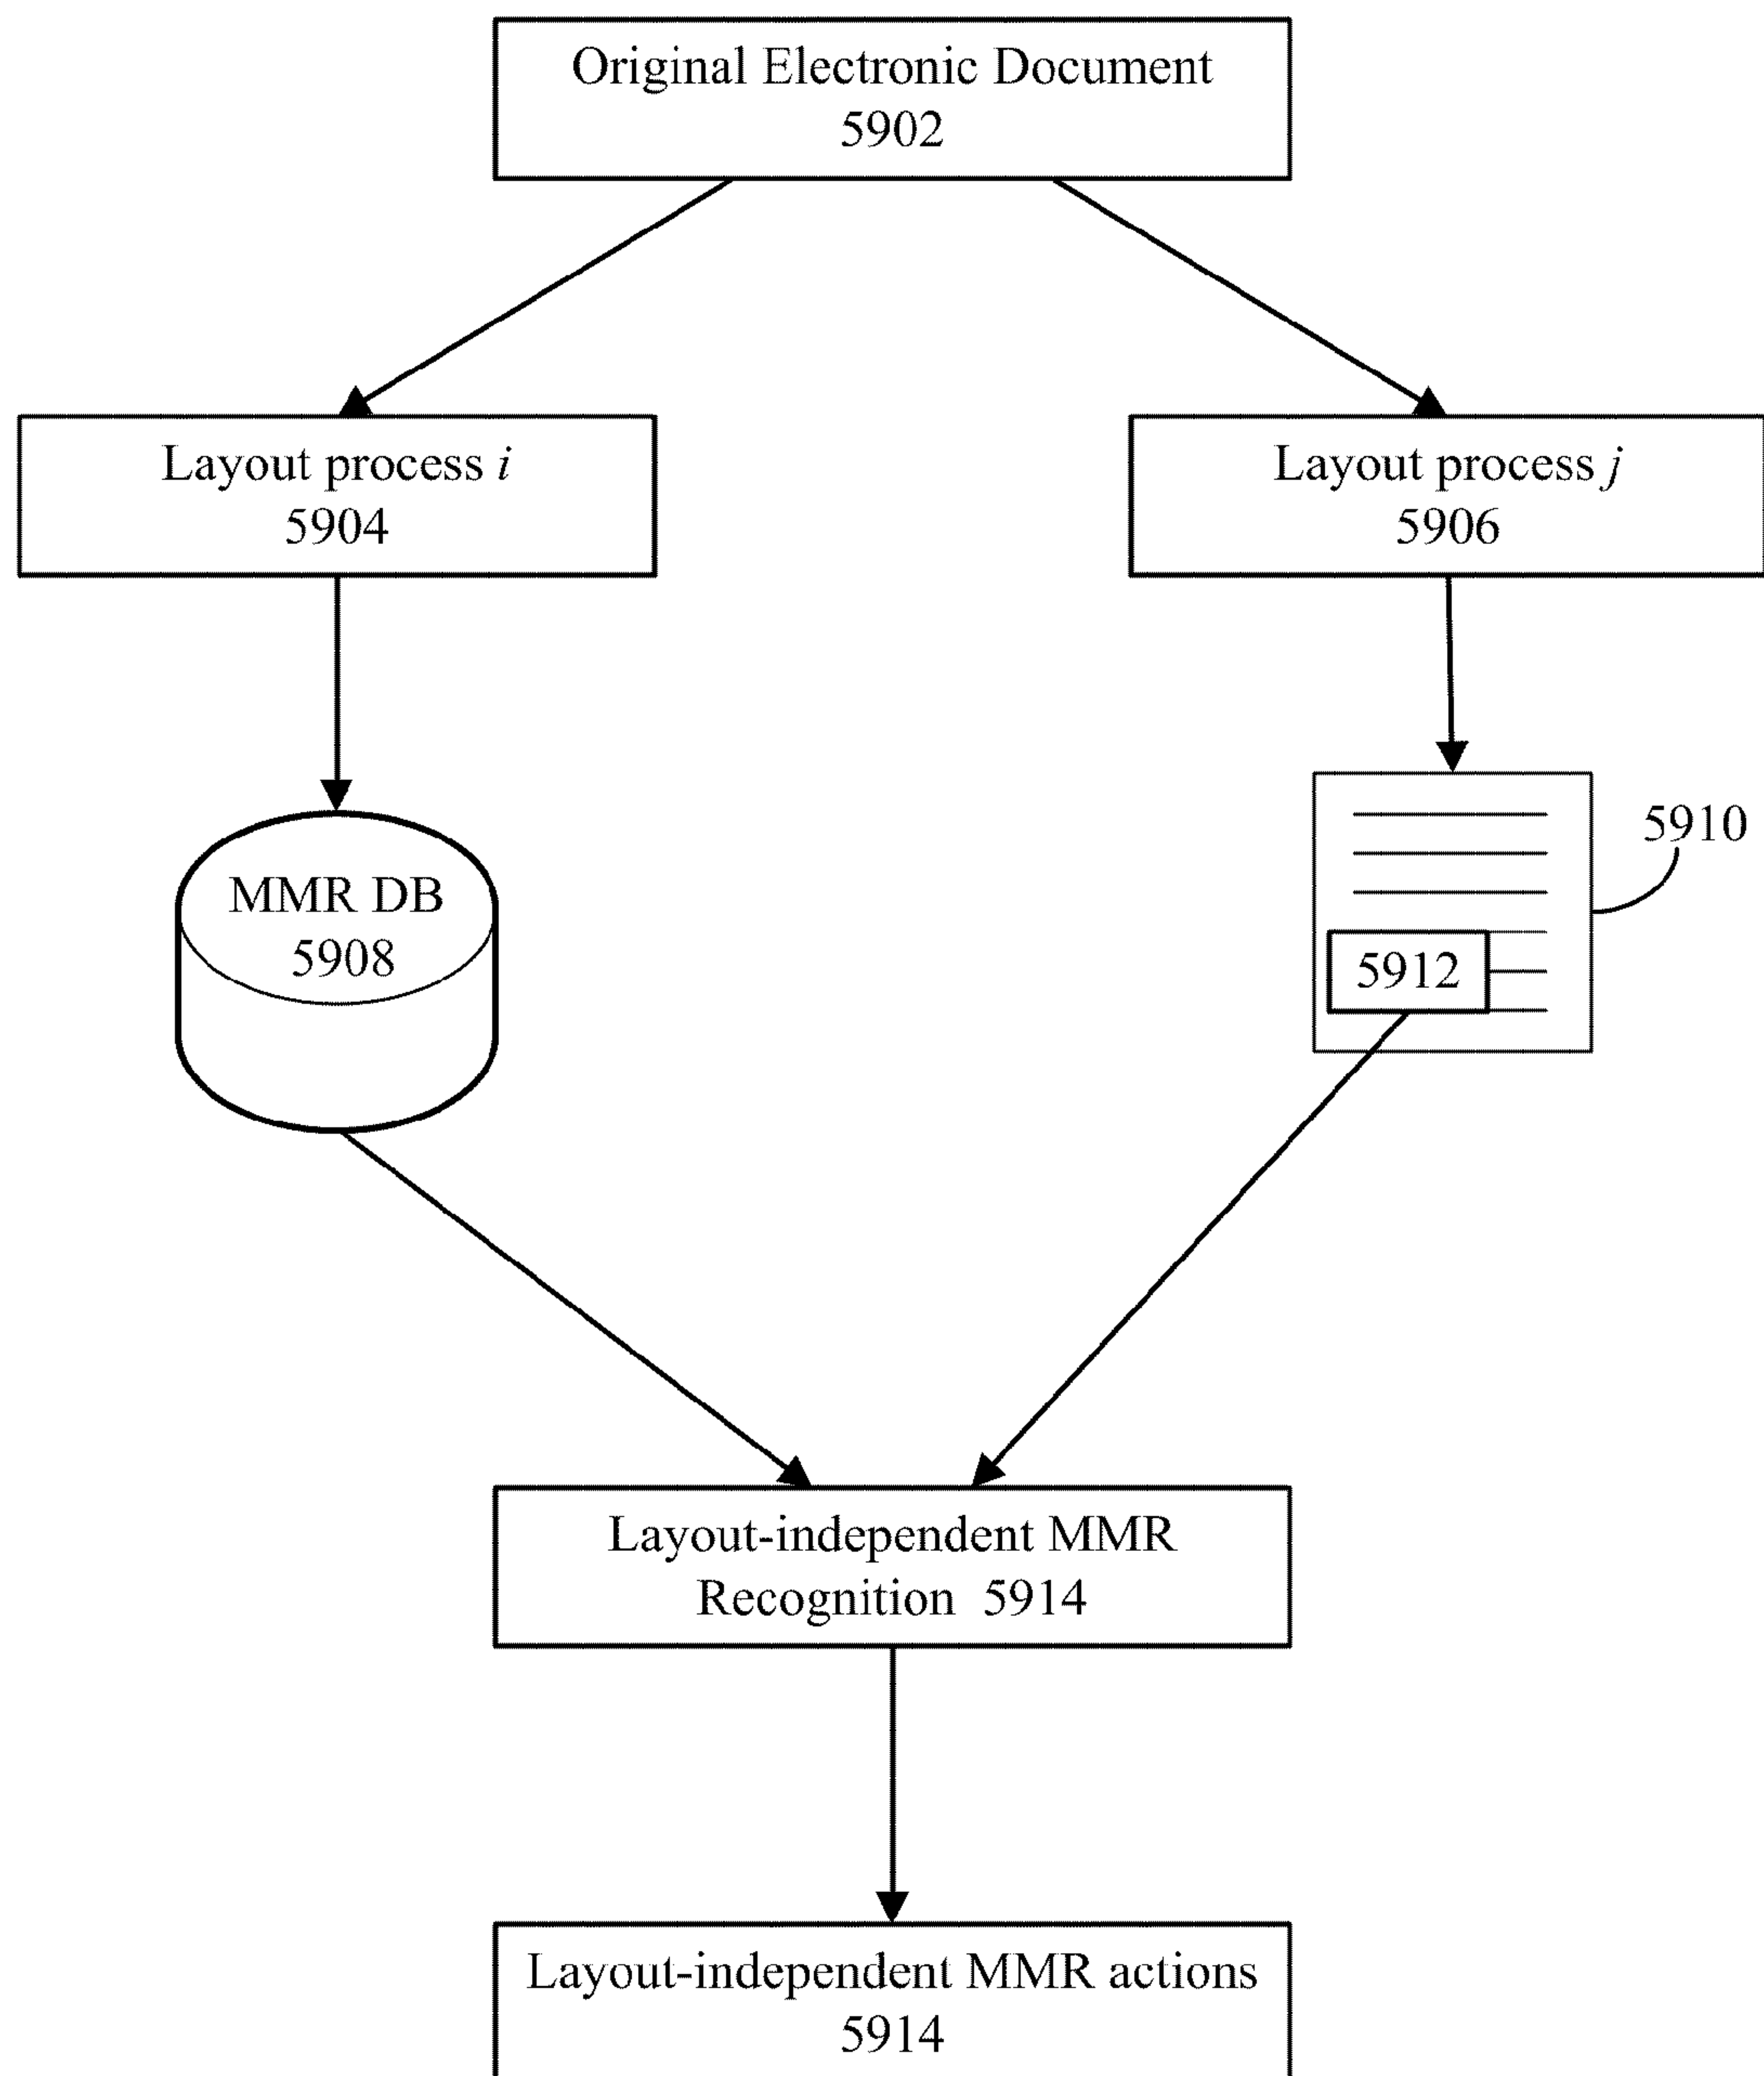 Original Electronic Document
5902
Layout process i
5904
Layout process j
5906
5910
MMR DB
5908
5912
Layout-independent MMR
Recognition 5914
Layout-independent MMR actions
5914